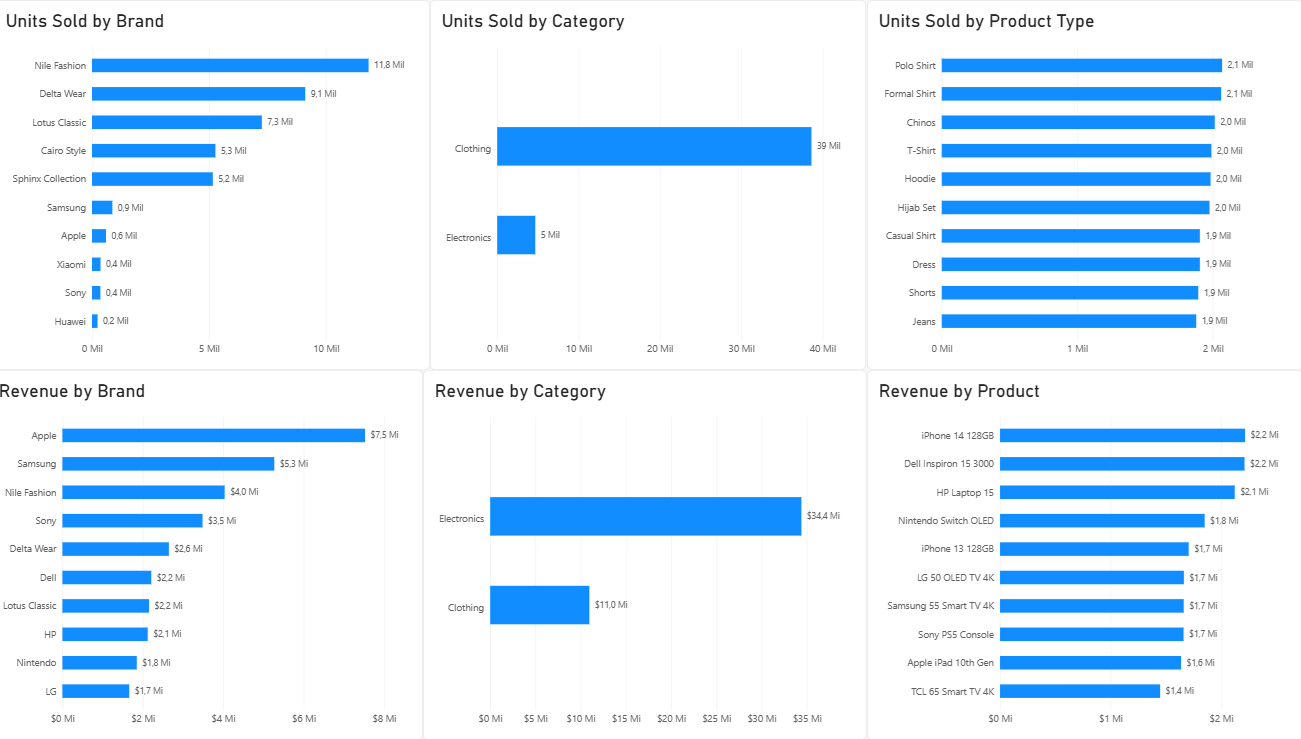 Units Sold by Brand
Nile Fashion 11,8 Mil
Delta Wear 9,1 Mil
Lotus Classic 7,3 Mil
Cairo Style 5,3 Mil
Sphinx Collection 5,2 Mil
Samsung 0,9 Mil
Apple 0,6 Mil
Xiaomi 0,4 Mil
Sony 0,4 Mil
Huawei 0,2 Mil
0 Mil 5 Mil 10 Mil
Units Sold by Category
Clothing 39 Mil
Electronics 5 Mil
0 Mil 10 Mil 20 Mil 30 Mil 40 Mil
Units Sold by Product Type
Polo Shirt 2,1 Mil
Formal Shirt 2,1 Mil
Chinos 2,0 Mil
T-Shirt 2,0 Mil
Hoodie 2,0 Mil
Hijab Set 2,0 Mil
Casual Shirt 1,9 Mil
Dress 1,9 Mil
Shorts 1,9 Mil
Jeans 1,9 Mil
0 Mil 1 Mil 2 Mil
Revenue by Brand
Apple $7,5 Mi
Samsung $5,3 Mi
Nile Fashion $4,0 Mi
Sony $3,5 Mi
Delta Wear $2,6 Mi
Dell $2,2 Mi
Lotus Classic $2,2 Mi
HP $2,1 Mi
Nintendo $1,8 Mi
LG $1,7 Mi
$0 Mi $2 Mi $4 Mi $6 Mi $8 Mi
Revenue by Category
Electronics $34,4 Mi
Clothing $11,0 Mi
$0 Mi $5 Mi $10 Mi $15 Mi $20 Mi $25 Mi $30 Mi $35 Mi
Revenue by Product
iPhone 14 128GB $2,2 Mi
Dell Inspiron 15 3000 $2,2 Mi
HP Laptop 15 $2,1 Mi
Nintendo Switch OLED $1,8 Mi
iPhone 13 128GB $1,7 Mi
LG 50 OLED TV 4K $1,7 Mi
Samsung 55 Smart TV 4K $1,7 Mi
Sony PS5 Console $1,7 Mi
Apple iPad 10th Gen $1,6 Mi
TCL 65 Smart TV 4K $1,4 Mi
$0 Mi $1 Mi $2 Mi